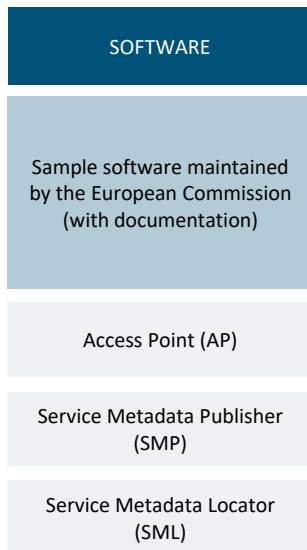 SOFTWARE
Sample software maintained
by the European Commission
(with documentation)
Access Point (AP)
Service Metadata Publisher
(SMP)
Service Metadata Locator
(SML)